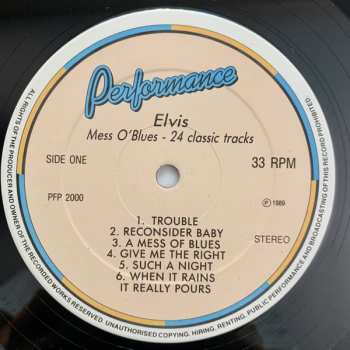 Performance
Elvis
Mess O'Blues - 24 classic tracks
SIDE ONE
33 RPM
PFP 2000
℗ 1989
STEREO
1. TROUBLE
2. RECONSIDER BABY
3. A MESS OF BLUES
4. GIVE ME THE RIGHT
5. SUCH A NIGHT
6. WHEN IT RAINS
IT REALLY POURS
ALL RIGHTS OF THE PRODUCER AND OWNER OF THE RECORDED WORKS RESERVED. UNAUTHORISED COPYING, HIRING, RENTING, PUBLIC PERFORMANCE AND BROADCASTING OF THIS RECORD PROHIBITED.